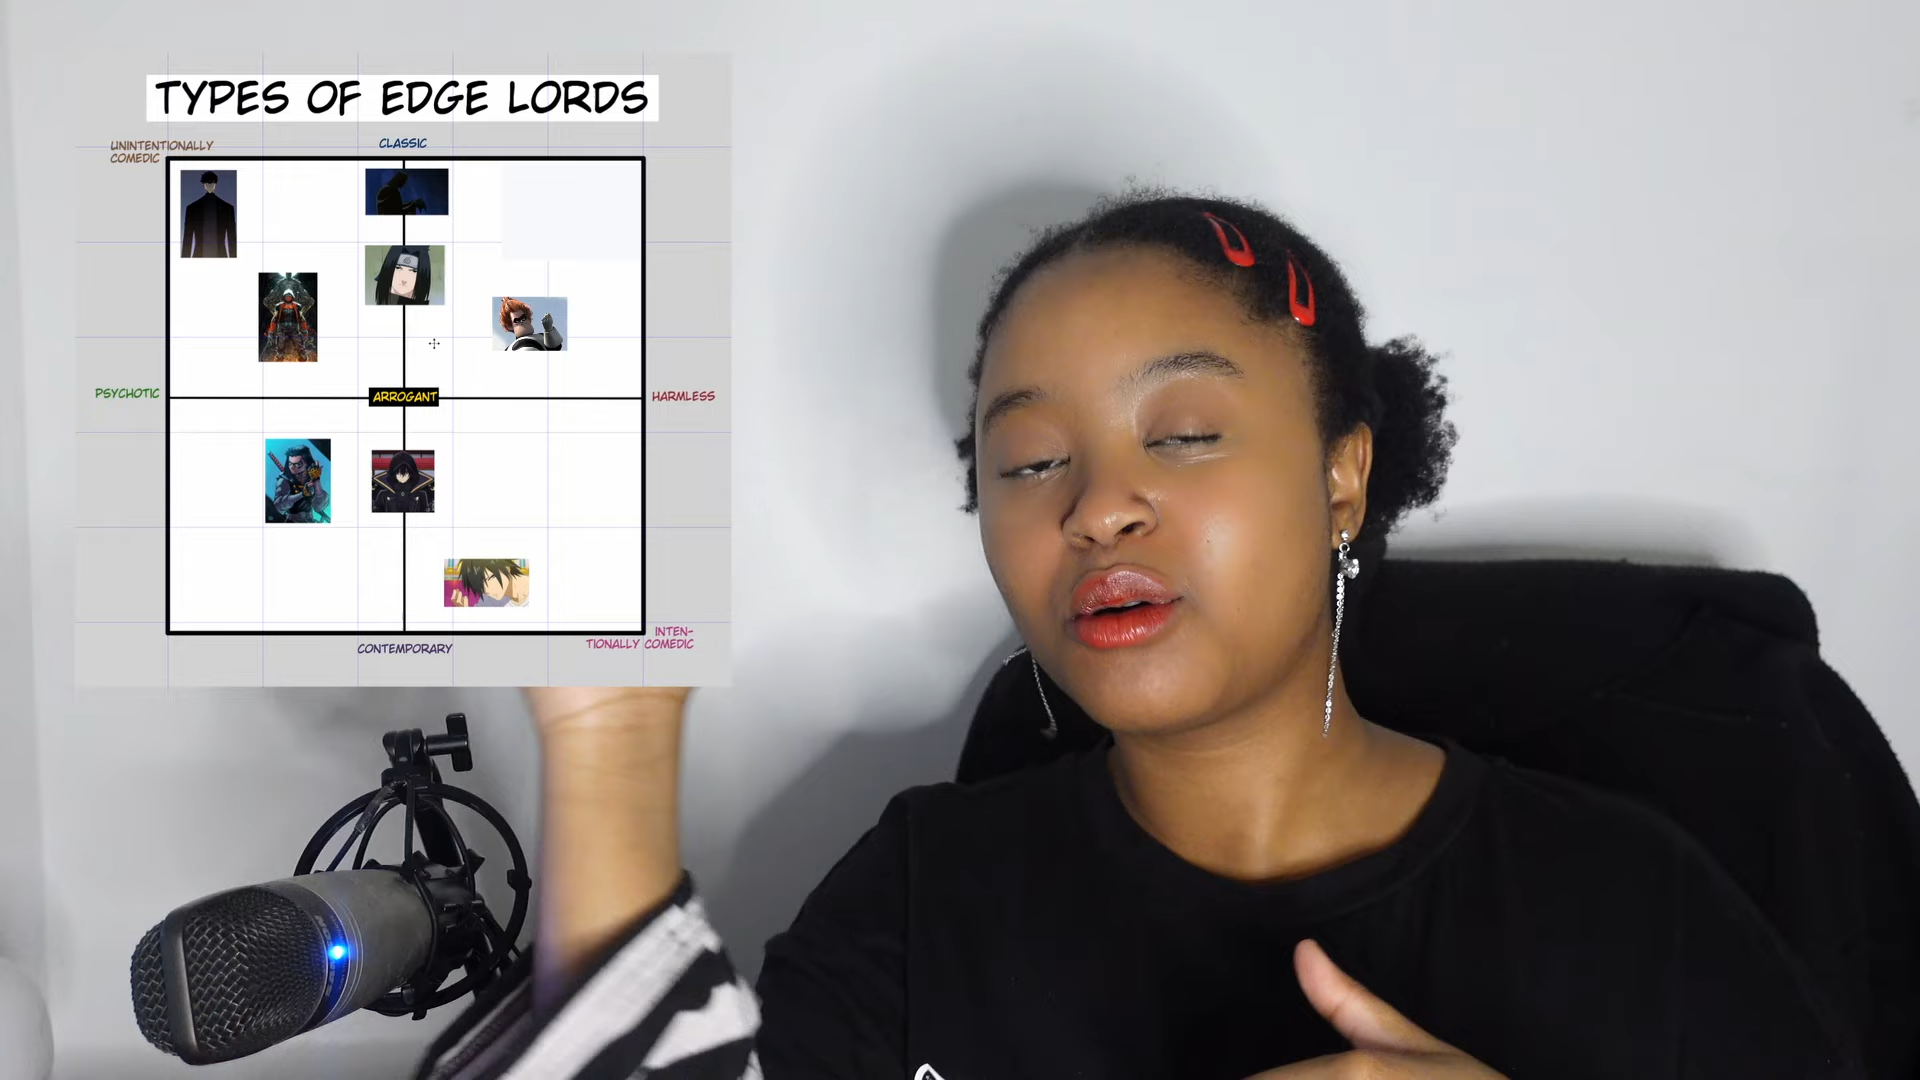 TYPES OF EDGE LORDS
UNINTENTIONALLY
COMEDIC
CLASSIC
PSYCHOTIC
ARROGANT
HARMLESS
CONTEMPORARY
INTEN-
TIONALLY COMEDIC